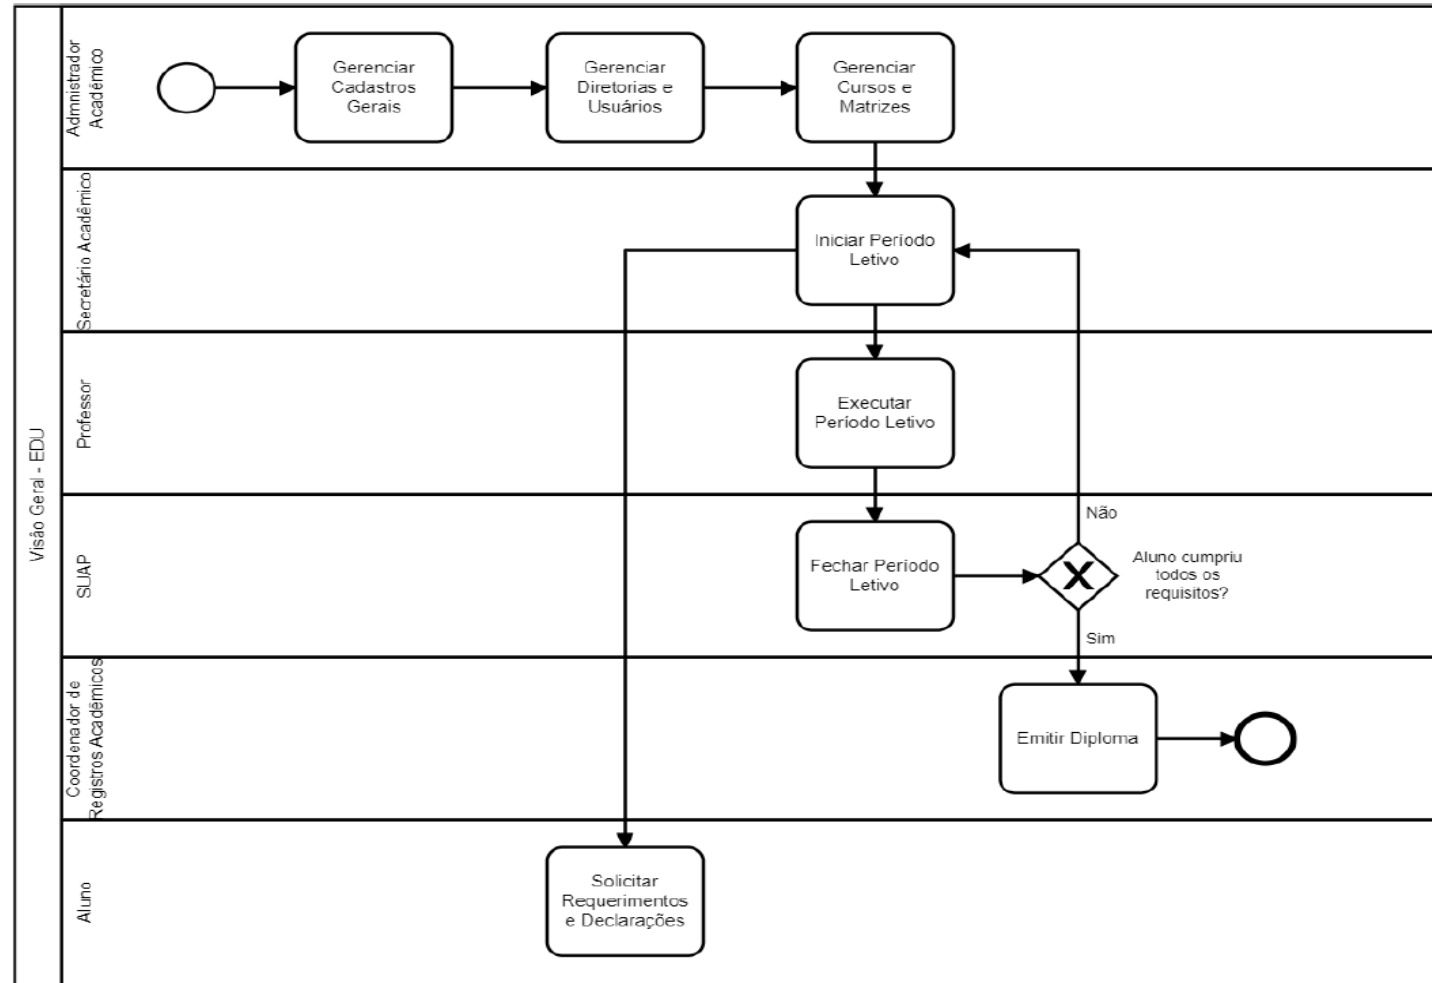 Visão Geral - EDU
Admnistrador
Acadêmico
Gerenciar
Cadastros
Gerais
Gerenciar
Diretorias e
Usuários
Gerenciar
Cursos e
Matrizes
Secretário Acadêmico
Iniciar Período
Letivo
Professor
Executar
Período Letivo
SUAP
Fechar Período
Letivo
Não
Aluno cumpriu
todos os
requisitos?
Sim
Coordenador de
Registros Acadêmicos
Emitir Diploma
Aluno
Solicitar
Requerimentos
e Declarações